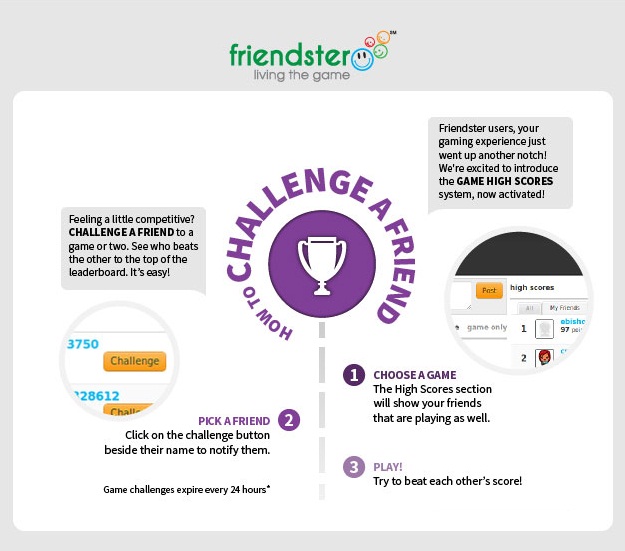 friendster
SM
living the game
Friendster users, your
gaming experience just
went up another notch!
We're excited to introduce
the GAME HIGH SCORES
system, now activated!
Feeling a little competitive?
CHALLENGE A FRIEND to a
game or two. See who beats
the other to the top of the
leaderboard. It's easy!
HOW TO CHALLENGE A FRIEND
Post
high scores
All
My Friends
game only
1
97
2
3750
Challenge
328612
1 CHOOSE A GAME
The High Scores section
will show your friends
that are playing as well.
PICK A FRIEND 2
Click on the challenge button
beside their name to notify them.
3 PLAY!
Try to beat each other's score!
Game challenges expire every 24 hours*